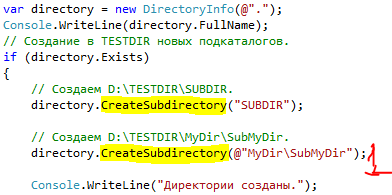 var directory = new DirectoryInfo(@".");
Console.WriteLine(directory.FullName);
// Создание в TESTDIR новых подкаталогов.
if (directory.Exists)
{
// Создаем D:\TESTDIR\SUBDIR.
directory.CreateSubdirectory("SUBDIR");
// Создаем D:\TESTDIR\MyDir\SubMyDir.
directory.CreateSubdirectory(@"MyDir\SubMyDir");
1
Console.WriteLine("Директории созданы.");